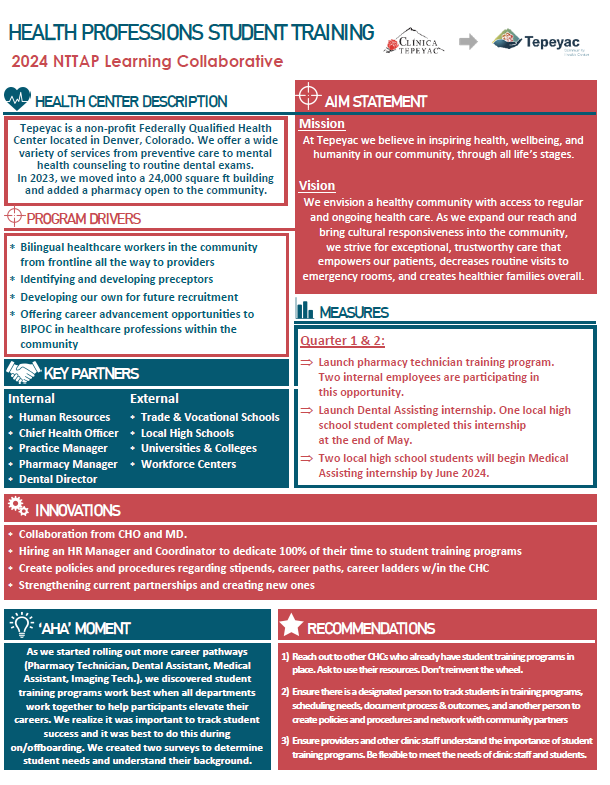 HEALTH PROFESSIONS STUDENT TRAINING
2024 NTTAP Learning Collaborative
CLINICA
TEPEYAC
Tepeyac
HEALTH CENTER DESCRIPTION
Tepeyac is a non-profit Federally Qualified Health
Center located in Denver, Colorado. We offer a wide
variety of services from preventive care to mental
health counseling to routine dental exams.
In 2023, we moved into a 24,000 square ft building
and added a pharmacy open to the community.
AIM STATEMENT
Mission
At Tepeyac we believe in inspiring health, wellbeing, and
humanity in our community, through all life's stages.
Vision
We envision a healthy community with access to regular
and ongoing health care. As we expand our reach and
bring cultural responsiveness into the community,
we strive for exceptional, trustworthy care that
empowers our patients, decreases routine visits to
emergency rooms, and creates healthier families overall.
PROGRAM DRIVERS
* Bilingual healthcare workers in the community
from frontline all the way to providers
* Identifying and developing preceptors
* Developing our own for future recruitment
* Offering career advancement opportunities to
BIPOC in healthcare professions within the
community
MEASURES
Quarter 1 & 2:
⇒ Launch pharmacy technician training program.
Two internal employees are participating in
this opportunity.
⇒ Launch Dental Assisting internship. One local high
school student completed this internship
at the end of May.
⇒ Two local high school students will begin Medical
Assisting internship by June 2024.
KEY PARTNERS
Internal
• Human Resources
• Chief Health Officer
• Practice Manager
• Pharmacy Manager
• Dental Director
External
• Trade & Vocational Schools
• Local High Schools
• Universities & Colleges
• Workforce Centers
INNOVATIONS
• Collaboration from CHO and MD.
• Hiring an HR Manager and Coordinator to dedicate 100% of their time to student training programs
• Create policies and procedures regarding stipends, career paths, career ladders w/in the CHC
• Strengthening current partnerships and creating new ones
'AHA' MOMENT
As we started rolling out more career pathways
(Pharmacy Technician, Dental Assistant, Medical
Assistant, Imaging Tech.), we discovered student
training programs work best when all departments
work together to help participants elevate their
careers. We realize it was important to track student
success and it was best to do this during
on/offboarding. We created two surveys to determine
student needs and understand their background.
RECOMMENDATIONS
1) Reach out to other CHCs who already have student training programs in
place. Ask to use their resources. Don't reinvent the wheel.
2) Ensure there is a designated person to track students in training programs,
scheduling needs, document process & outcomes, and another person to
create policies and procedures and network with community partners
3) Ensure providers and other clinic staff understand the importance of student
training programs. Be flexible to meet the needs of clinic staff and students.